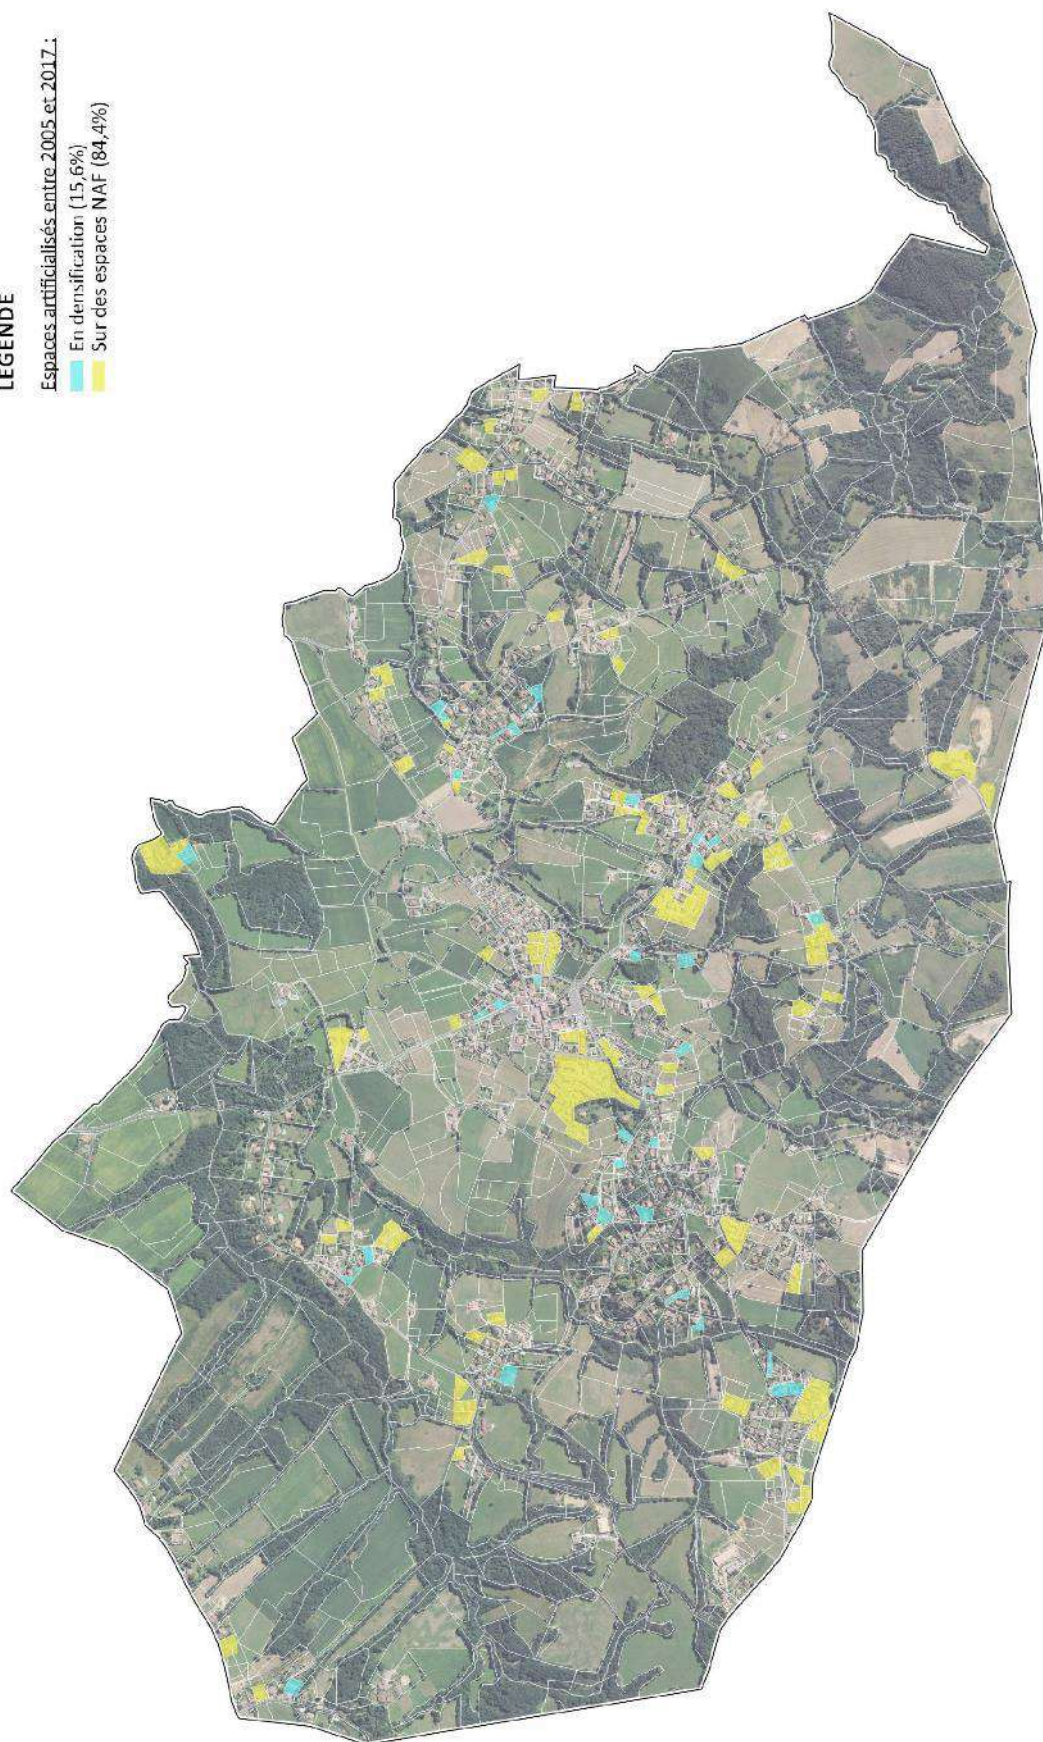 LEGENDE
Espaces artificialisés entre 2005 et 2017 :
En densification (15,6%)
Sur des espaces NAF (84,4%)